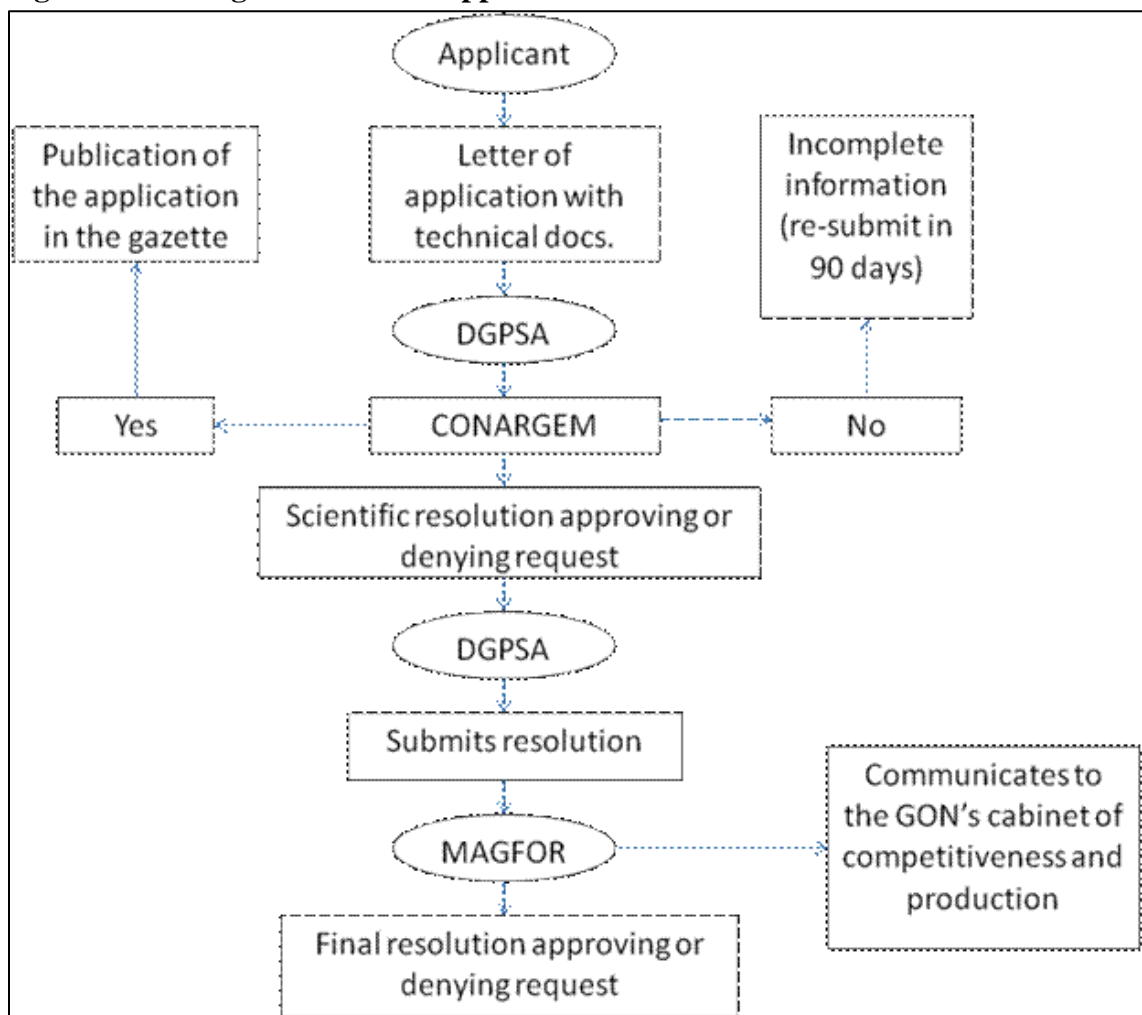 Applicant
Publication of
the application
in the gazette
Letter of
application with
technical docs.
Incomplete
information
(re-submit in
90 days)
DGPSA
Yes
CONARGEM
No
Scientific resolution approving or
denying request
DGPSA
Submits resolution
MAGFOR
Communicates to
the GON's cabinet of
competitiveness and
production
Final resolution approving or
denying request